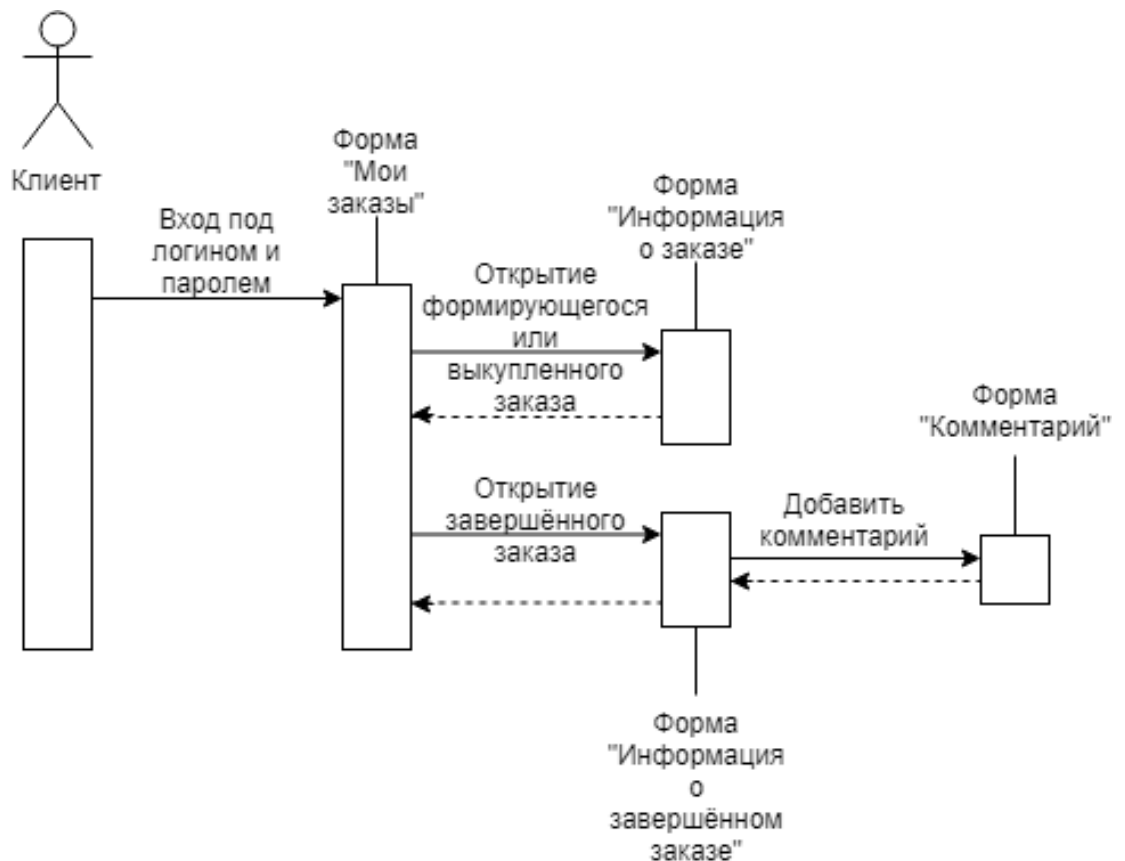 Клиент
Форма
"Мои
заказы"
Вход под
логином и
паролем
Форма
"Информация
о заказе"
Открытие
формирующегося
или
выкупленного
заказа
Форма
"Комментарий"
Открытие
завершённого
заказа
Добавить
комментарий
Форма
"Информация
о
завершённом
заказе"